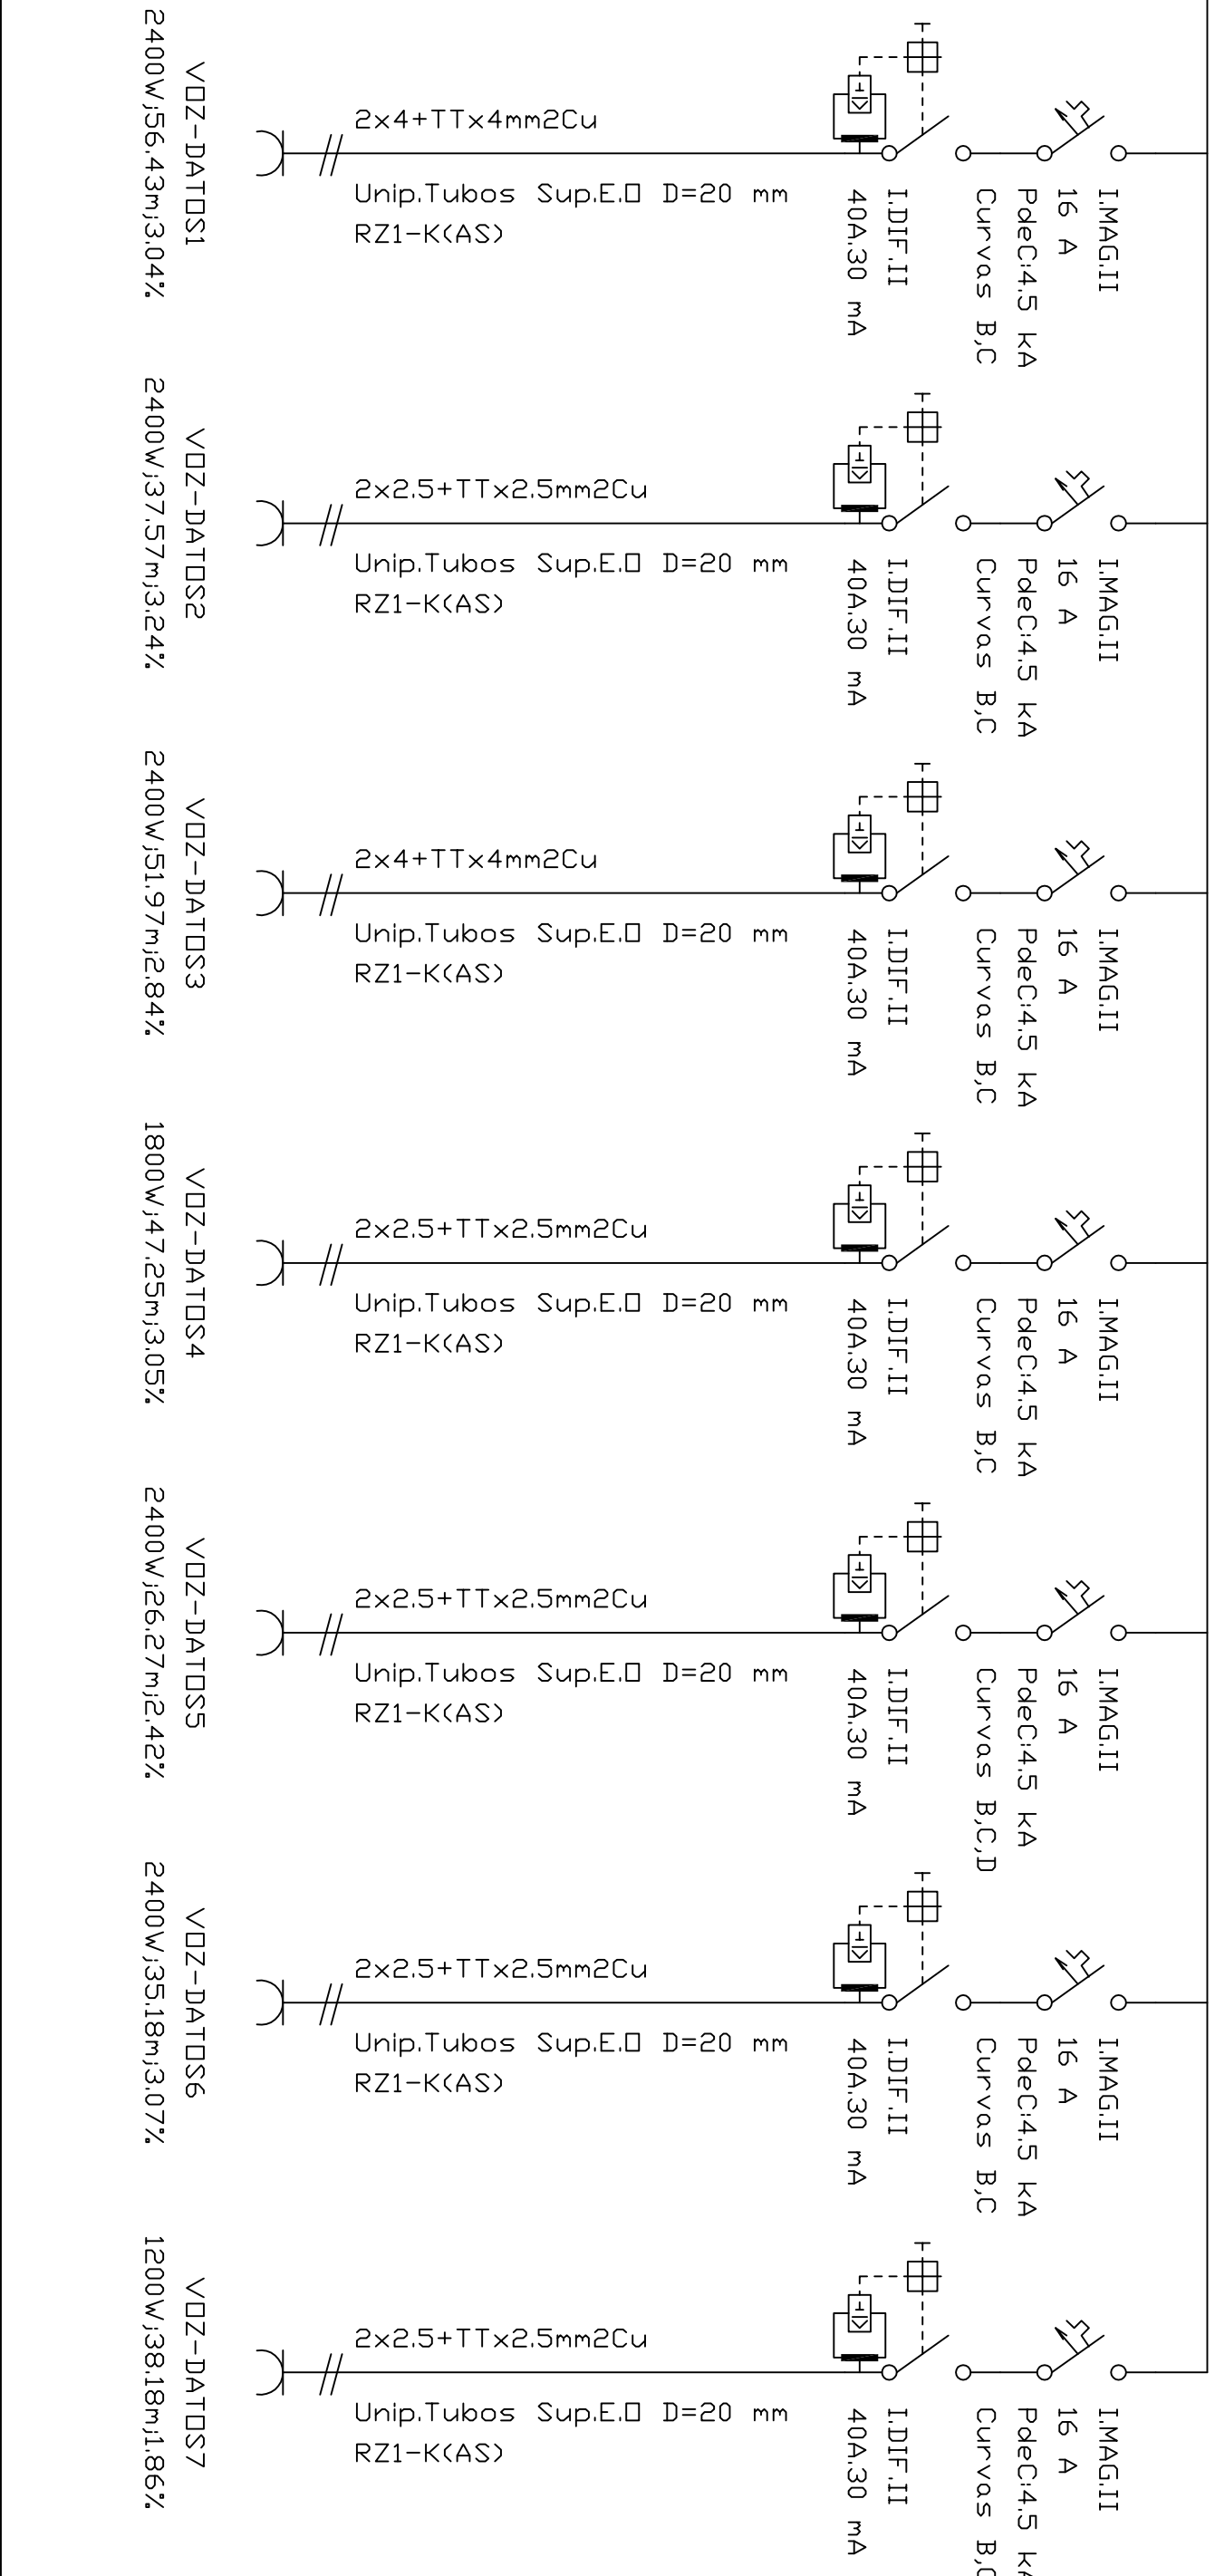 I.MAG.II
16 A
PdeC:4.5 kA
Curvas B,C
I.DIF.II
40A.30 mA
2x4+TTx4mm2Cu
Unip.Tubos Sup.E.O D=20 mm
RZ1-K(AS)
VOZ-DATOS1
2400W;56.43m;3.04%
I.MAG.II
16 A
PdeC:4.5 kA
Curvas B,C
I.DIF.II
40A.30 mA
2x2.5+TTx2.5mm2Cu
Unip.Tubos Sup.E.O D=20 mm
RZ1-K(AS)
VOZ-DATOS2
2400W;37.57m;3.24%
I.MAG.II
16 A
PdeC:4.5 kA
Curvas B,C
I.DIF.II
40A.30 mA
2x4+TTx4mm2Cu
Unip.Tubos Sup.E.O D=20 mm
RZ1-K(AS)
VOZ-DATOS3
2400W;51.97m;2.84%
I.MAG.II
16 A
PdeC:4.5 kA
Curvas B,C
I.DIF.II
40A.30 mA
2x2.5+TTx2.5mm2Cu
Unip.Tubos Sup.E.O D=20 mm
RZ1-K(AS)
VOZ-DATOS4
1800W;47.25m;3.05%
I.MAG.II
16 A
PdeC:4.5 kA
Curvas B,C,D
I.DIF.II
40A.30 mA
2x2.5+TTx2.5mm2Cu
Unip.Tubos Sup.E.O D=20 mm
RZ1-K(AS)
VOZ-DATOS5
2400W;26.27m;2.42%
I.MAG.II
16 A
PdeC:4.5 kA
Curvas B,C
I.DIF.II
40A.30 mA
2x2.5+TTx2.5mm2Cu
Unip.Tubos Sup.E.O D=20 mm
RZ1-K(AS)
VOZ-DATOS6
2400W;35.18m;3.07%
I.MAG.II
16 A
PdeC:4.5 kA
Curvas B,C
I.DIF.II
40A.30 mA
2x2.5+TTx2.5mm2Cu
Unip.Tubos Sup.E.O D=20 mm
RZ1-K(AS)
VOZ-DATOS7
1200W;38.18m;1.86%